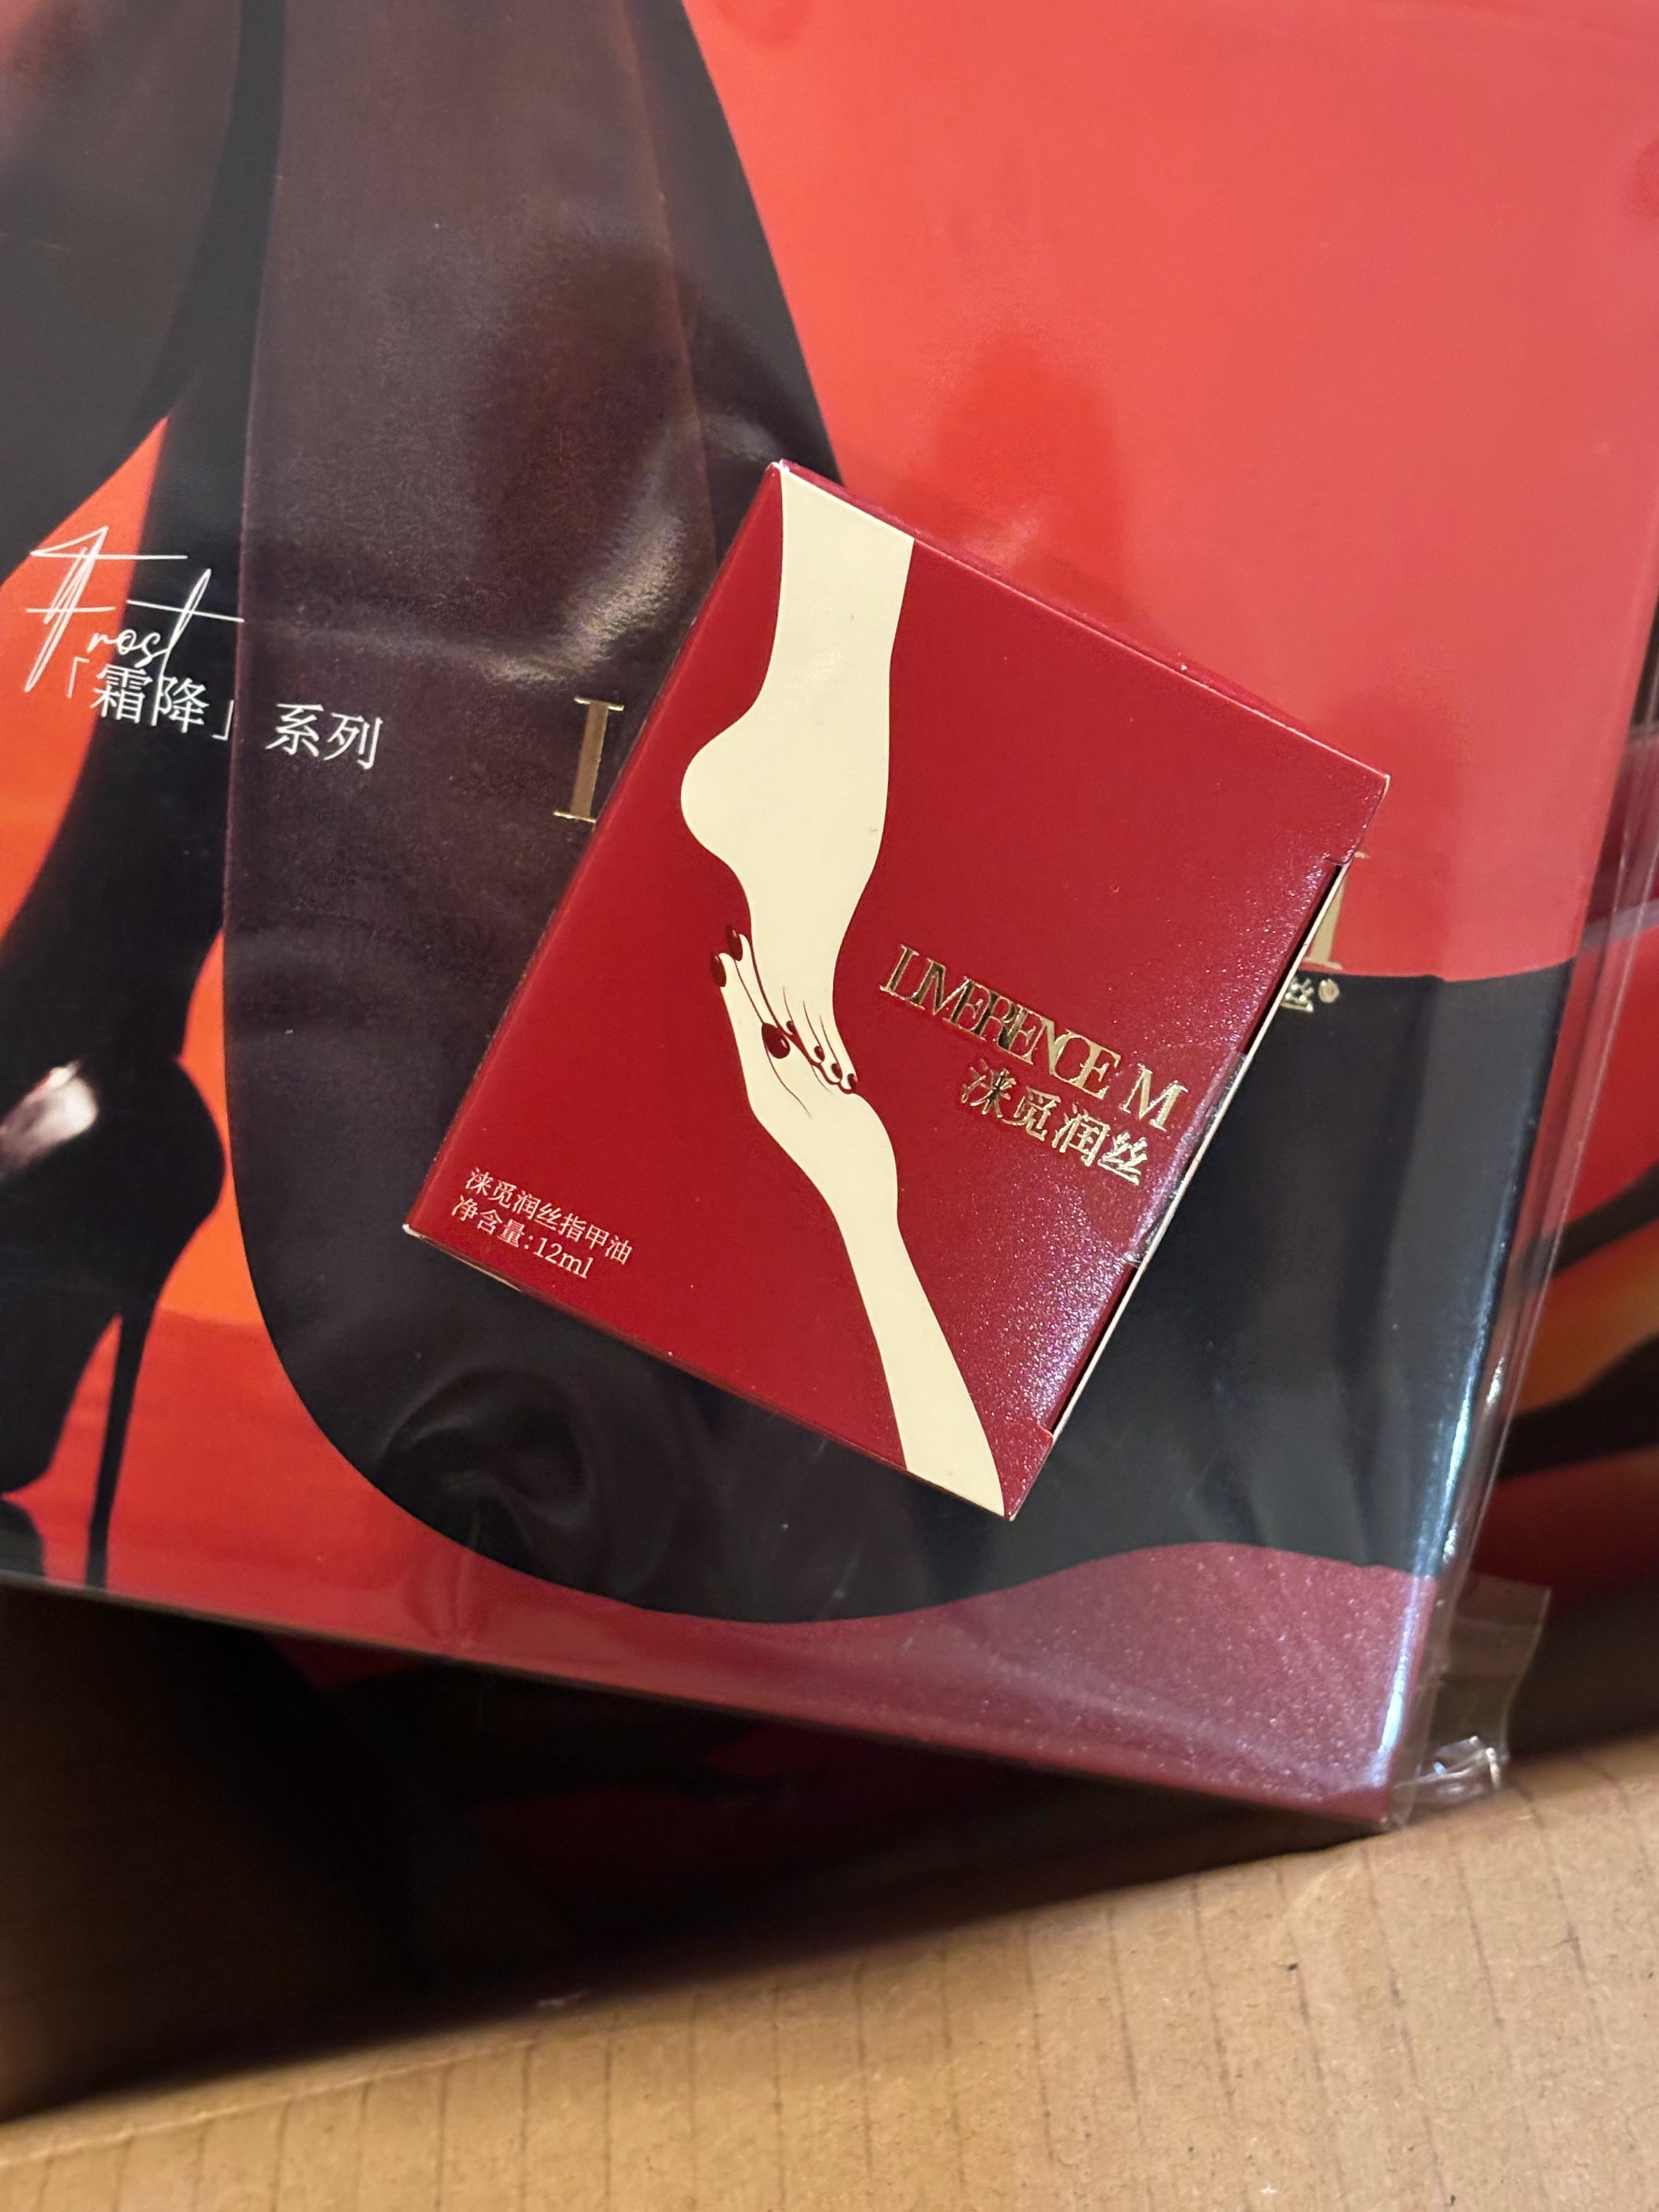 Frost
「霜降」系列
LIMERENCE M
涞觅润丝
涞觅润丝指甲油
净含量:12ml
丝